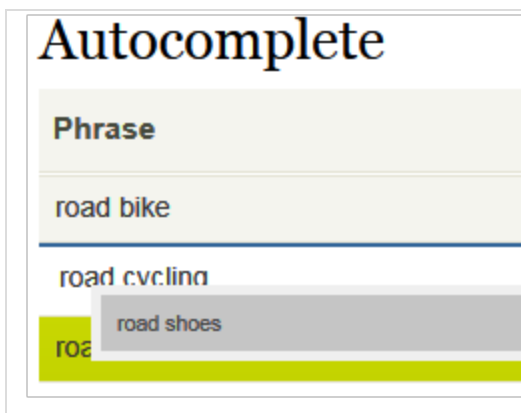 Autocomplete
Phrase
road bike
road cycling
road shoes